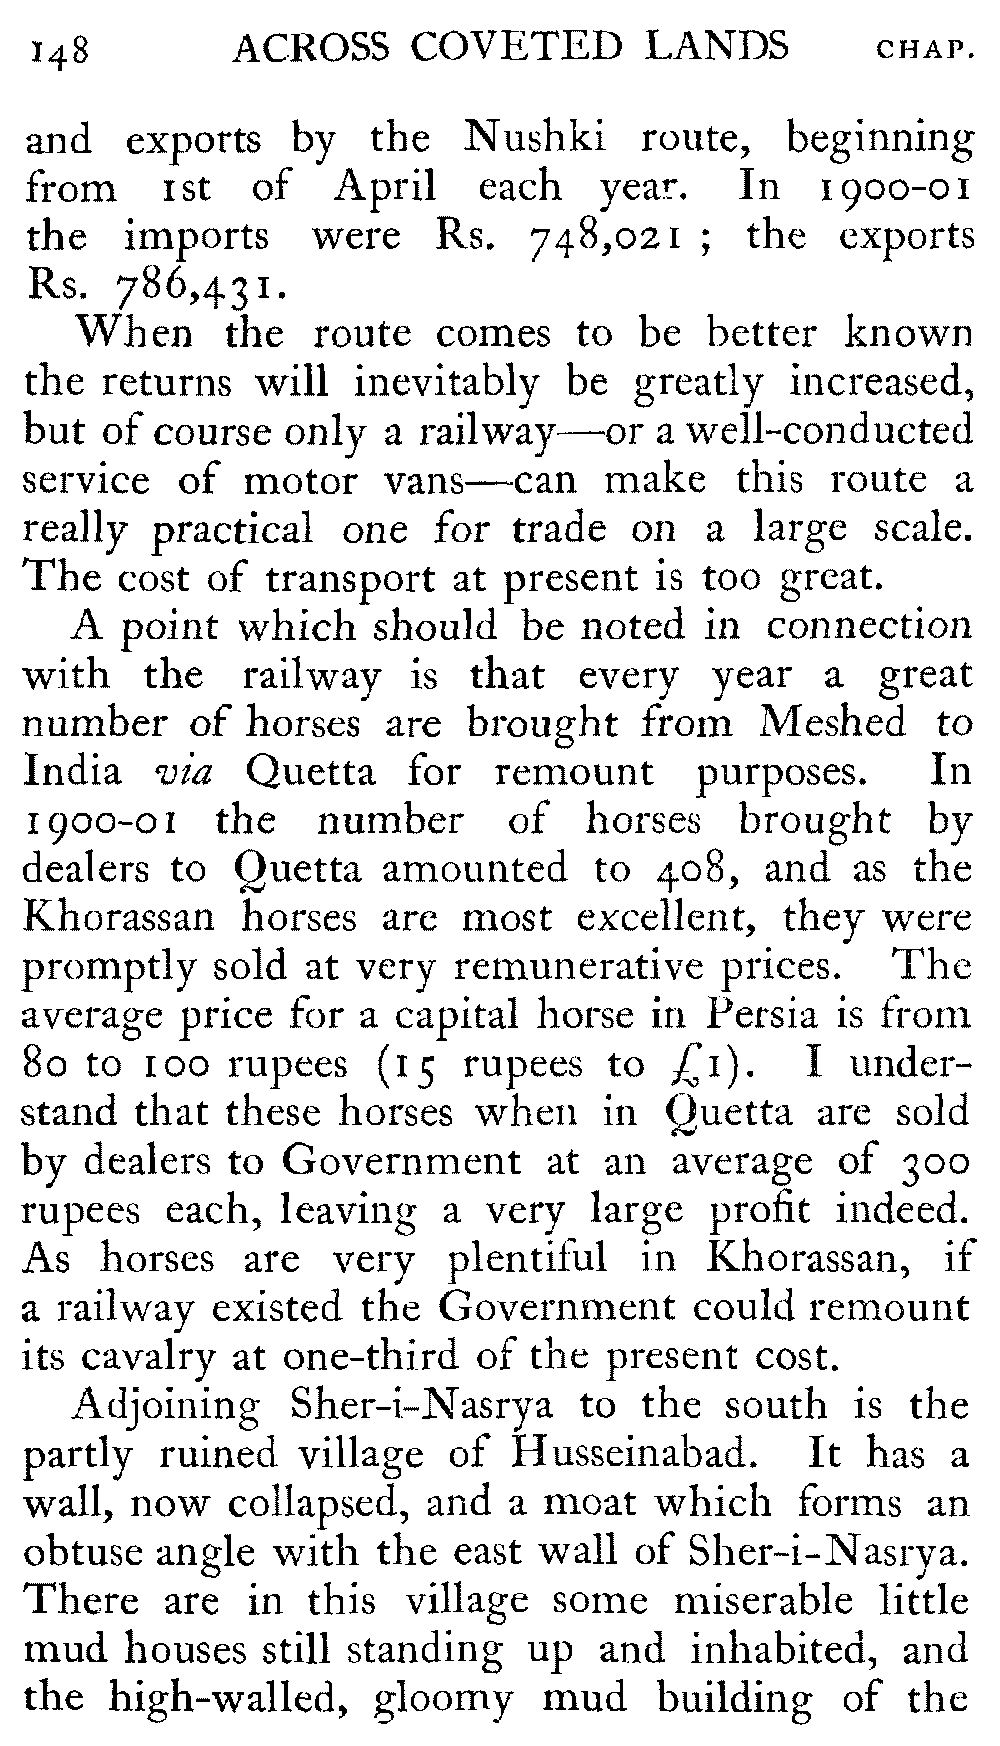 148 ACROSS COVETED LANDS CHAP.
and exports by the Nushki route, beginning
from 1st of April each year. In 1900-01
the imports were Rs. 748,021 ; the exports
Rs. 786,431.
When the route comes to be better known
the returns will inevitably be greatly increased,
but of course only a railway—or a well-conducted
service of motor vans—can make this route a
really practical one for trade on a large scale.
The cost of transport at present is too great.
A point which should be noted in connection
with the railway is that every year a great
number of horses are brought from Meshed to
India via Quetta for remount purposes. In
1900-01 the number of horses brought by
dealers to Quetta amounted to 408, and as the
Khorassan horses are most excellent, they were
promptly sold at very remunerative prices. The
average price for a capital horse in Persia is from
80 to 100 rupees (15 rupees to £1). I under-
stand that these horses when in Quetta are sold
by dealers to Government at an average of 300
rupees each, leaving a very large profit indeed.
As horses are very plentiful in Khorassan, if
a railway existed the Government could remount
its cavalry at one-third of the present cost.
Adjoining Sher-i-Nasrya to the south is the
partly ruined village of Husseinabad. It has a
wall, now collapsed, and a moat which forms an
obtuse angle with the east wall of Sher-i-Nasrya.
There are in this village some miserable little
mud houses still standing up and inhabited, and
the high-walled, gloomy mud building of the